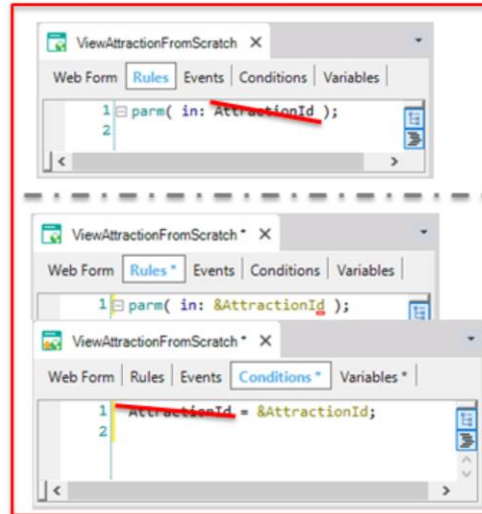 ViewAttractionFromScratch X
Web Form Rules Events Conditions Variables
1 parm( in: AttractionId );
2
ViewAttractionFromScratch * X
Web Form Rules * Events Conditions Variables
1 parm( in: &AttractionId );
ViewAttractionFromScratch * X
Web Form Rules Events Conditions * Variables *
1 AttractionId = &AttractionId;
2